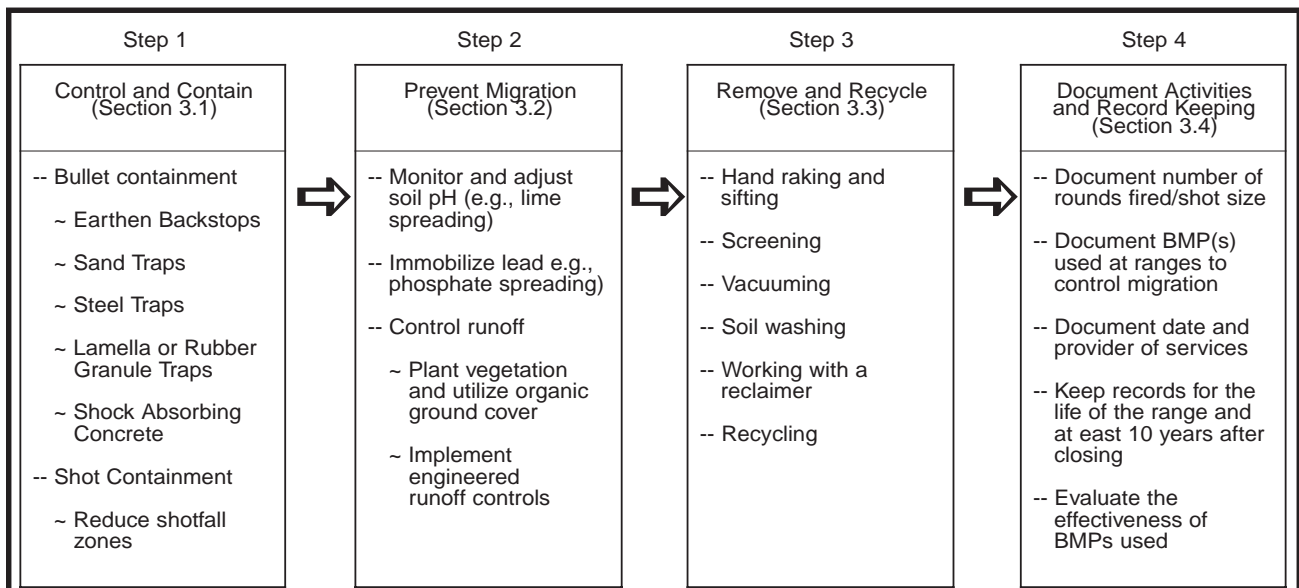 Step 1
Control and Contain
(Section 3.1)
-- Bullet containment
~ Earthen Backstops
~ Sand Traps
~ Steel Traps
~ Lamella or Rubber
Granule Traps
~ Shock Absorbing
Concrete
-- Shot Containment
~ Reduce shotfall
zones
Step 2
Prevent Migration
(Section 3.2)
-- Monitor and adjust
soil pH (e.g., lime
spreading)
-- Immobilize lead e.g.,
phosphate spreading)
-- Control runoff
~ Plant vegetation
and utilize organic
ground cover
~ Implement
engineered
runoff controls
Step 3
Remove and Recycle
(Section 3.3)
-- Hand raking and
sifting
-- Screening
-- Vacuuming
-- Soil washing
-- Working with a
reclaimer
-- Recycling
Step 4
Document Activities
and Record Keeping
(Section 3.4)
-- Document number of
rounds fired/shot size
-- Document BMP(s)
used at ranges to
control migration
-- Document date and
provider of services
-- Keep records for the
life of the range and
at east 10 years after
closing
-- Evaluate the
effectiveness of
BMPs used